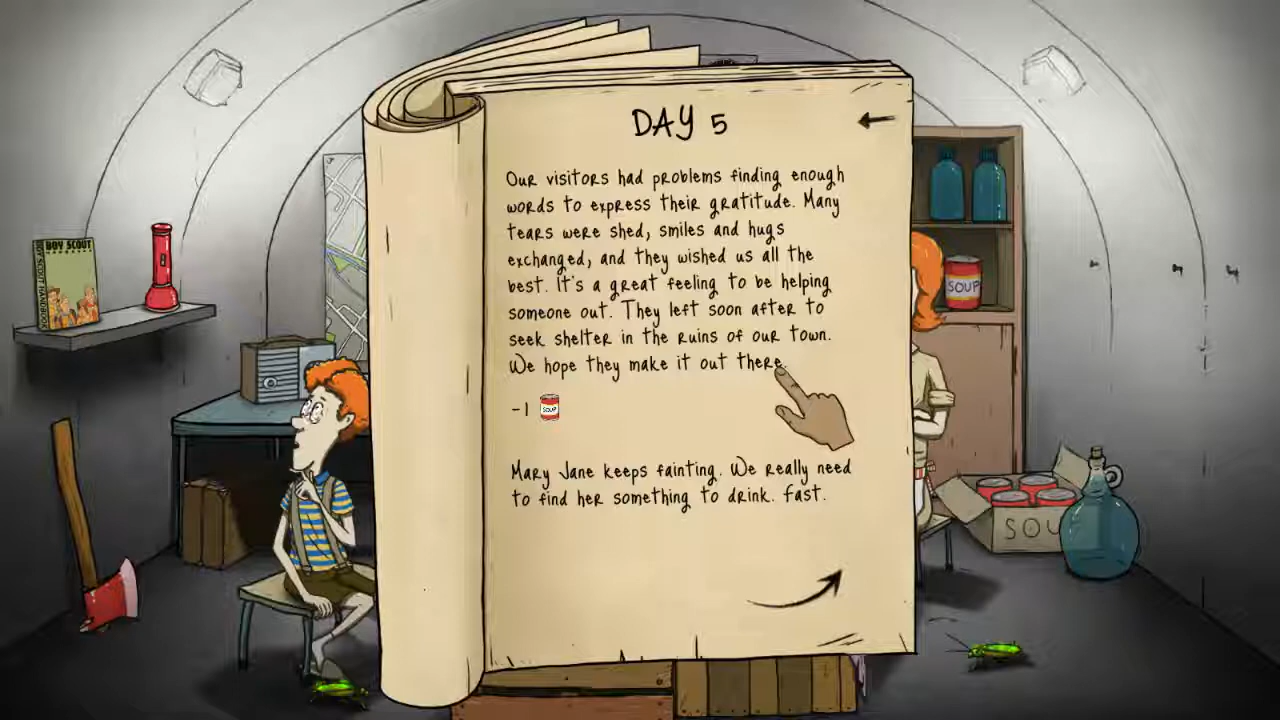 DAY 5
Our visitors had problems finding enough
words to express their gratitude. Many
tears were shed, smiles and hugs
exchanged, and they wished us all the
best. It's a great feeling to be helping
someone out. They left soon after to
seek shelter in the ruins of our town.
We hope they make it out there.
-1 SOUP
Mary Jane keeps fainting. We really need
to find her something to drink. Fast.
BOY SCOUT
BOY SCOUT HANDBOOK
SOUP
SOU